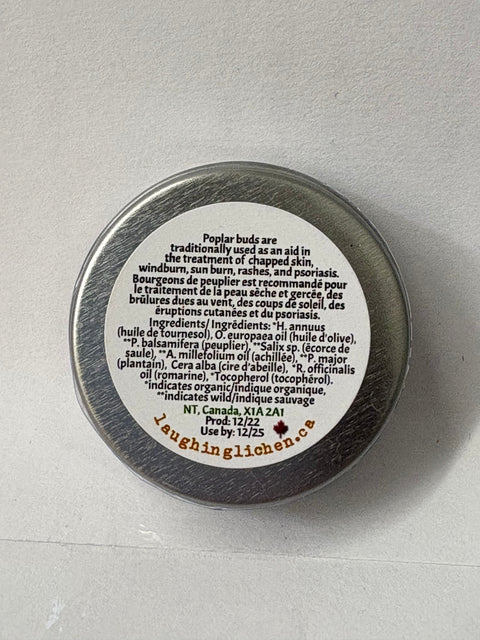 Poplar buds are
traditionally used as an aid in
the treatment of chapped skin,
windburn, sun burn, rashes, and psoriasis.
Bourgeons de peuplier est recommandé pour
le traitement de la peau sêche et gercée, des
brûlures dues au vent, des coups de soleil, des
éruptions cutanées et du psoriasis.
Ingredients/ Ingrédients: *H. annuus
(huile de tournesol), O. europaea oil (huile d'olive),
**P. balsamifera (peuplier), **Salix sp. (écorce de
saule), **A. millefolium oil (achillée), **P. major
(plantain), Cera alba (cire d'abeille), *R. officinalis
oil (romarine), *Tocopherol (tocophérol).
*indicates organic/indique organique,
**indicates wild/indique sauvage
NT, Canada, X1A 2A1
Prod: 12/22
Use by: 12/25
laughinglichen.ca